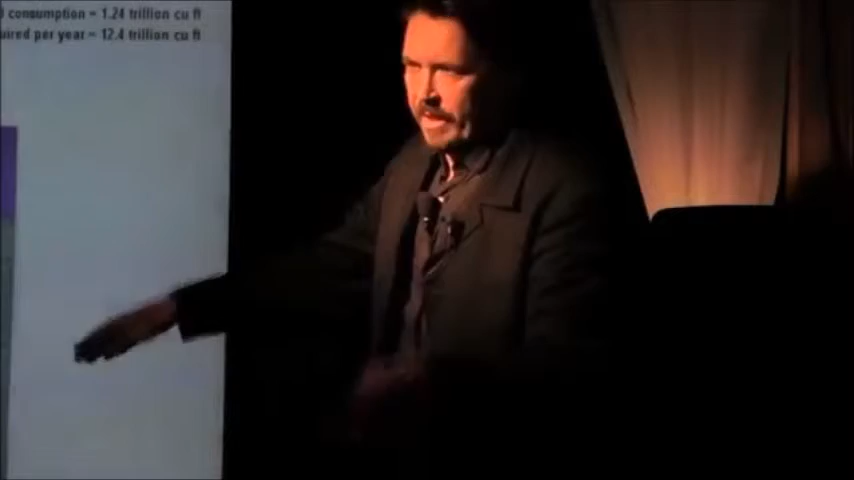 consumption = 1.24 trillion cu ft
uired per year = 12.4 trillion cu ft